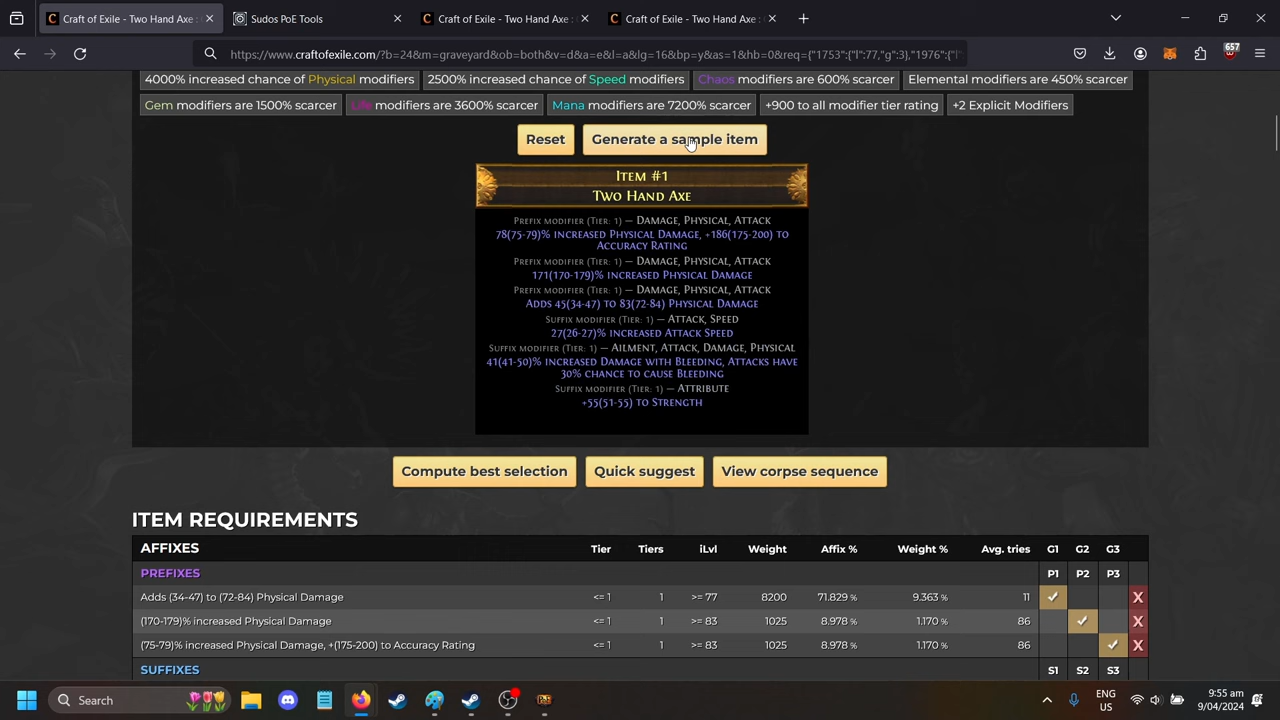 Craft of Exile - Two Hand Axe :
Sudos PoE Tools
Craft of Exile - Two Hand Axe :
Craft of Exile - Two Hand Axe :
https://www.craftofexile.com/?b=24&m=graveyard&ob=both&v=d&a=e&l=a&lg=16&bp=y&as=1&hb=0&req={"1753":{"l":77,"g":3},"1976":{"l"
657
4000% increased chance of Physical modifiers
2500% increased chance of Speed modifiers
Chaos modifiers are 600% scarcer
Elemental modifiers are 450% scarcer
Gem modifiers are 1500% scarcer
Life modifiers are 3600% scarcer
Mana modifiers are 7200% scarcer
+900 to all modifier tier rating
+2 Explicit Modifiers
Reset
Generate a sample item
Item #1
Two Hand Axe
Prefix modifier (Tier: 1) — Damage, Physical, Attack
78(75-79)% increased Physical Damage, +186(175-200) to
Accuracy Rating
Prefix modifier (Tier: 1) — Damage, Physical, Attack
171(170-179)% increased Physical Damage
Prefix modifier (Tier: 1) — Damage, Physical, Attack
Adds 45(34-47) to 83(72-84) Physical Damage
Suffix modifier (Tier: 1) — Attack, Speed
27(26-27)% increased Attack Speed
Suffix modifier (Tier: 1) — Ailment, Attack, Damage, Physical
41(41-50)% increased Damage with Bleeding, Attacks have
30% chance to cause Bleeding
Suffix modifier (Tier: 1) — Attribute
+55(51-55) to Strength
Compute best selection
Quick suggest
View corpse sequence
ITEM REQUIREMENTS
AFFIXES Tier Tiers iLvl Weight Affix % Weight % Avg. tries G1 G2 G3
PREFIXES P1 P2 P3
Adds (34-47) to (72-84) Physical Damage <= 1 1 >= 77 8200 71.829 % 9.363 % 11 X
(170-179)% increased Physical Damage <= 1 1 >= 83 1025 8.978 % 1.170 % 86 X
(75-79)% increased Physical Damage, +(175-200) to Accuracy Rating <= 1 1 >= 83 1025 8.978 % 1.170 % 86 X
SUFFIXES S1 S2 S3
Search
ENG
US
9:55 am
9/04/2024